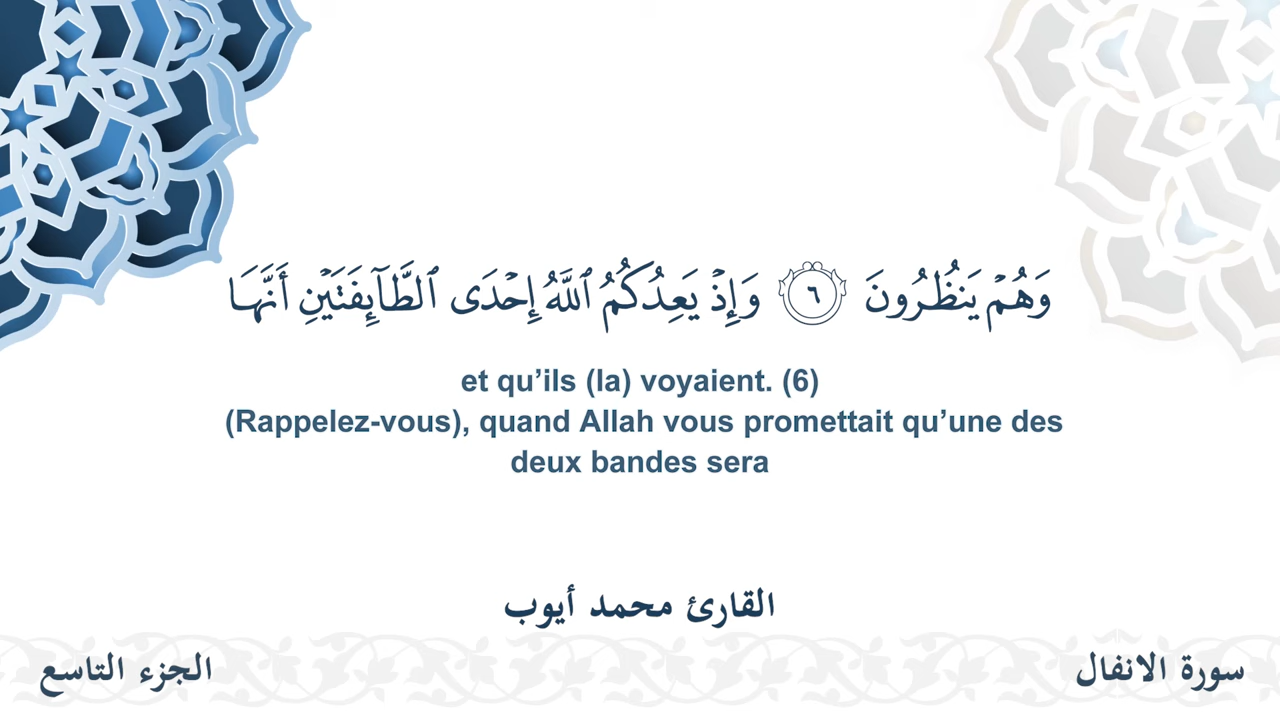 وَهُمۡ يَنظُرُونَ ٦ وَإِذۡ يَعِدُكُمُ ٱللَّهُ إِحۡدَى ٱلطَّآئِفَتَيۡنِ أَنَّهَا
et qu’ils (la) voyaient. (6)
(Rappelez-vous), quand Allah vous promettait qu’une des
deux bandes sera
القارئ محمد أيوب
سورة الانفال
الجزء التاسع